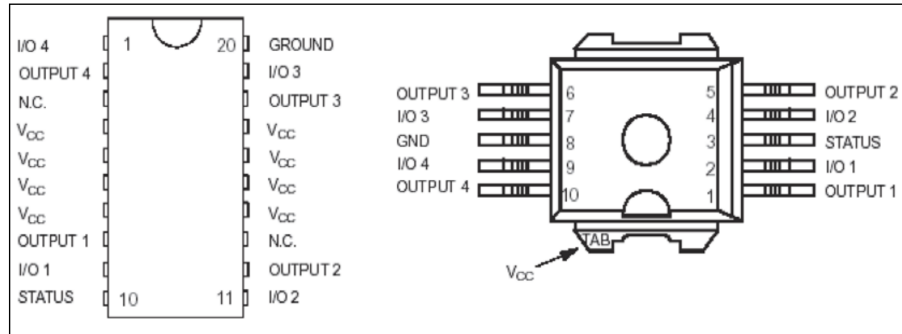 I/O 4 1 20 GROUND
OUTPUT 4 I/O 3
N.C. OUTPUT 3
VCC VCC
VCC VCC
VCC VCC
VCC VCC
OUTPUT 1 N.C.
I/O 1 OUTPUT 2
STATUS 10 11 I/O 2
OUTPUT 3 6 5 OUTPUT 2
I/O 3 7 4 I/O 2
GND 8 3 STATUS
I/O 4 9 2 I/O 1
OUTPUT 4 10 1 OUTPUT 1
TAB
VCC